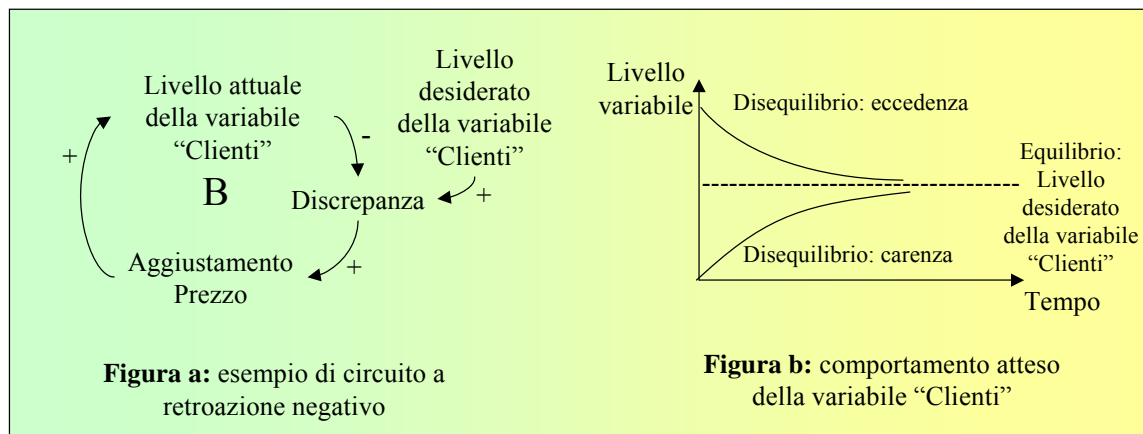 Livello attuale
della variabile
“Clienti”
Livello
desiderato
della variabile
“Clienti”
+
-
B
Discrepanza
+
+
Aggiustamento
Prezzo
Figura a: esempio di circuito a
retroazione negativo
Livello
variabile
Disequilibrio: eccedenza
Equilibrio:
Livello
desiderato
della variabile
“Clienti”
Disequilibrio: carenza
Tempo
Figura b: comportamento atteso
della variabile “Clienti”